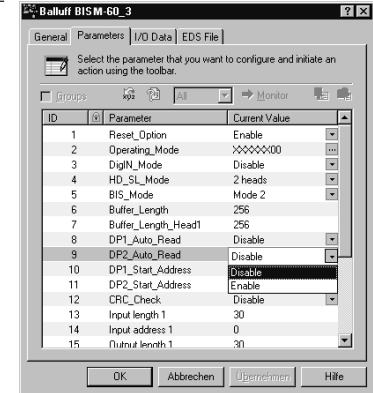 Balluff BISM-60_3
General Parameters I/O Data EDS File
Select the parameter that you want to configure and initiate an
action using the toolbar.
Groups All Monitor
ID Parameter Current Value
1 Reset_Option Enable
2 Operating_Mode XXXXXX00
3 DigIN_Mode Disable
4 HD_SL_Mode 2 heads
5 BIS_Mode Mode 2
6 Buffer_Length 256
7 Buffer_Length_Head1 256
8 DP1_Auto_Read Disable
9 DP2_Auto_Read Disable
10 DP1_Start_Address Disable
11 DP2_Start_Address Enable
12 CRC_Check Disable
13 Input length 1 30
14 Input address 1 0
15 Output length 1 30
OK Abbrechen Übernehmen Hilfe